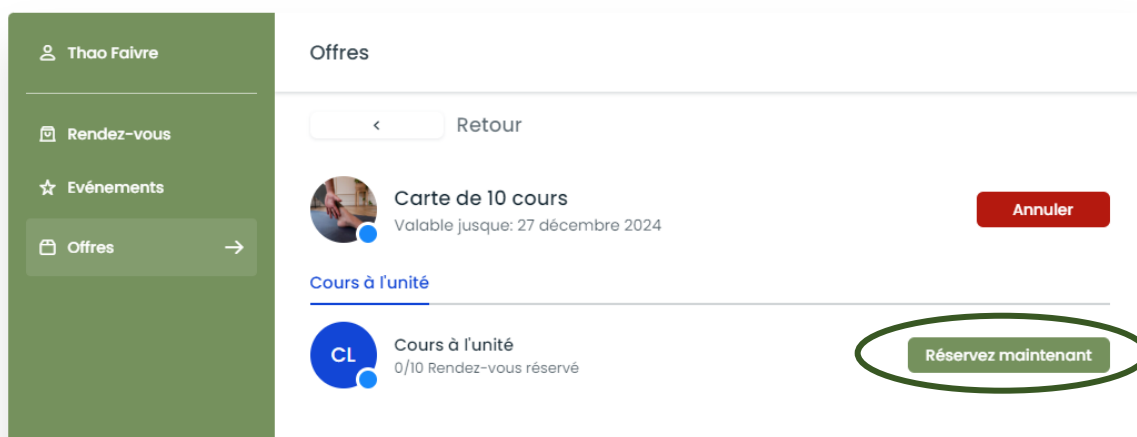 Thao Faivre
Rendez-vous
Evénements
Offres
Offres
Retour
Carte de 10 cours
Valable jusque: 27 décembre 2024
Annuler
Cours à l'unité
CL
Cours à l'unité
0/10 Rendez-vous réservé
Réservez maintenant